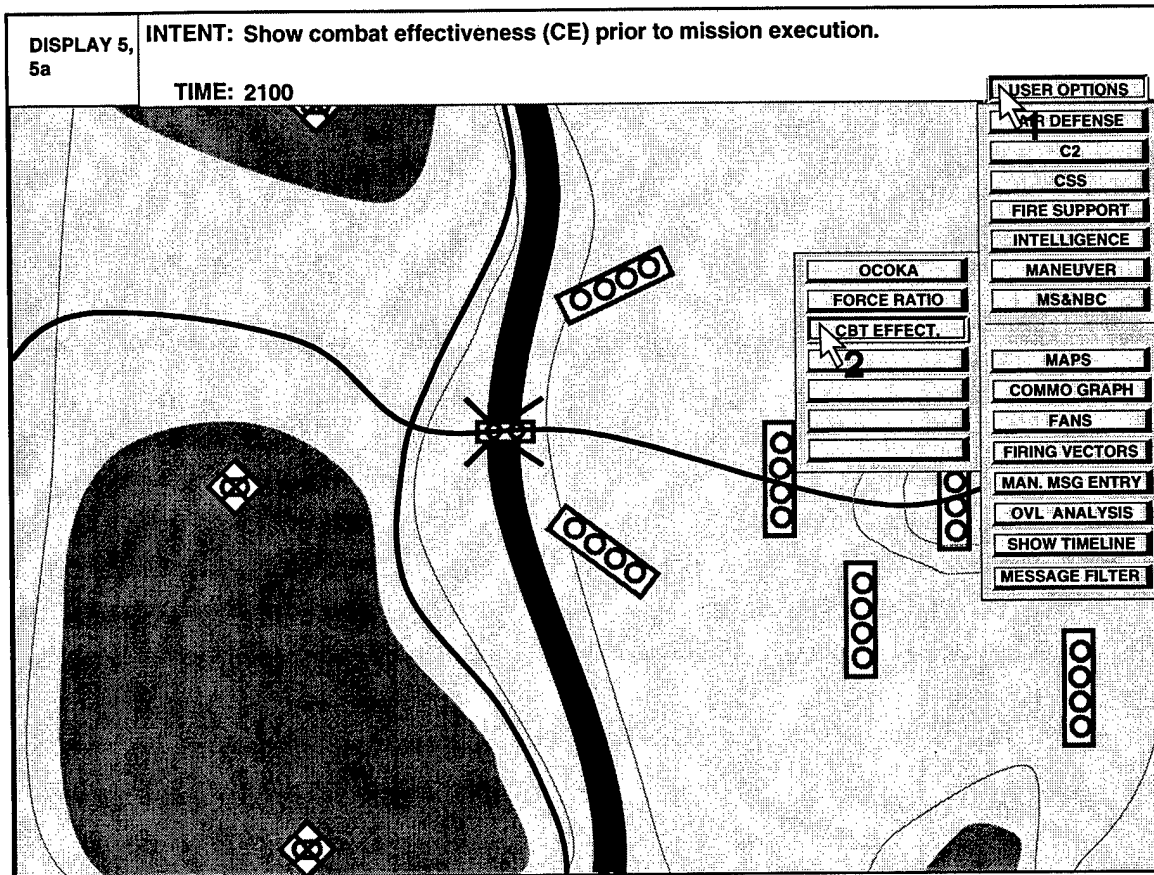 DISPLAY 5,
5a
INTENT: Show combat effectiveness (CE) prior to mission execution.
TIME: 2100
USER OPTIONS
1
AIR DEFENSE
C2
CSS
FIRE SUPPORT
INTELLIGENCE
MANEUVER
MS&NBC
MAPS
COMMO GRAPH
FANS
FIRING VECTORS
MAN. MSG ENTRY
OVL ANALYSIS
SHOW TIMELINE
MESSAGE FILTER
OCOKA
FORCE RATIO
CBT EFFECT.
2